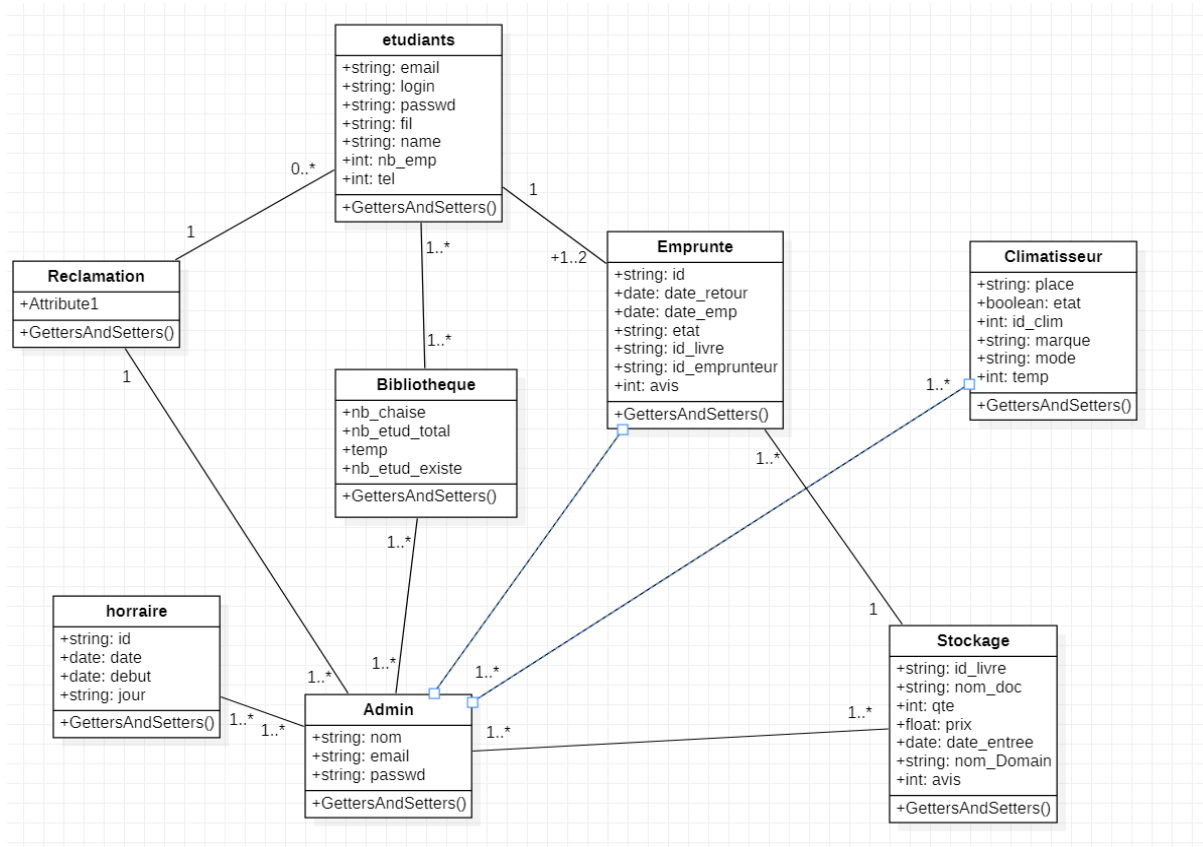 etudiants
+string: email
+string: login
+string: passwd
+string: fil
+string: name
+int: nb_emp
+int: tel
+GettersAndSetters()
0..*
1
1
+1..2
1..*
1..*
Reclamation
+Attribute1
+GettersAndSetters()
1
Emprunte
+string: id
+date: date_retour
+date: date_emp
+string: etat
+string: id_livre
+string: id_emprunteur
+int: avis
+GettersAndSetters()
1..*
1
Climatisseur
+string: place
+boolean: etat
+int: id_clim
+string: marque
+string: mode
+int: temp
+GettersAndSetters()
1..*
Bibliotheque
+nb_chaise
+nb_etud_total
+temp
+nb_etud_existe
+GettersAndSetters()
1..*
1..*
horraire
+string: id
+date: date
+date: debut
+string: jour
+GettersAndSetters()
1..*
1..*
1..*
1..*
Admin
+string: nom
+string: email
+string: passwd
+GettersAndSetters()
1..*
1..*
Stockage
+string: id_livre
+string: nom_doc
+int: qte
+float: prix
+date: date_entree
+string: nom_Domain
+int: avis
+GettersAndSetters()